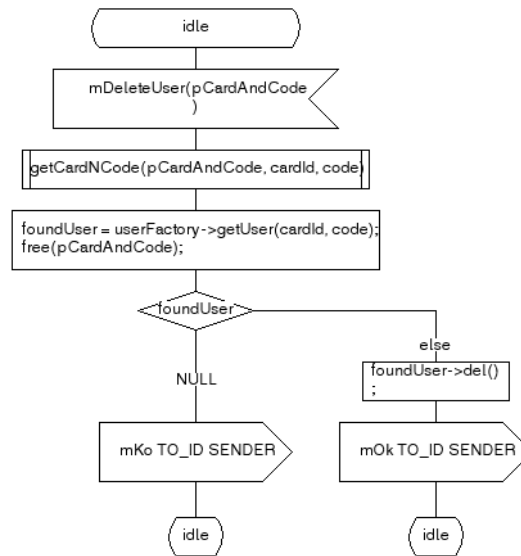 idle
mDeleteUser(pCardAndCode
)
getCardNCode(pCardAndCode, cardId, code)
foundUser = userFactory->getUser(cardId, code);
free(pCardAndCode);
foundUser
else
foundUser->del()
;
NULL
mKo TO_ID SENDER
mOk TO_ID SENDER
idle
idle